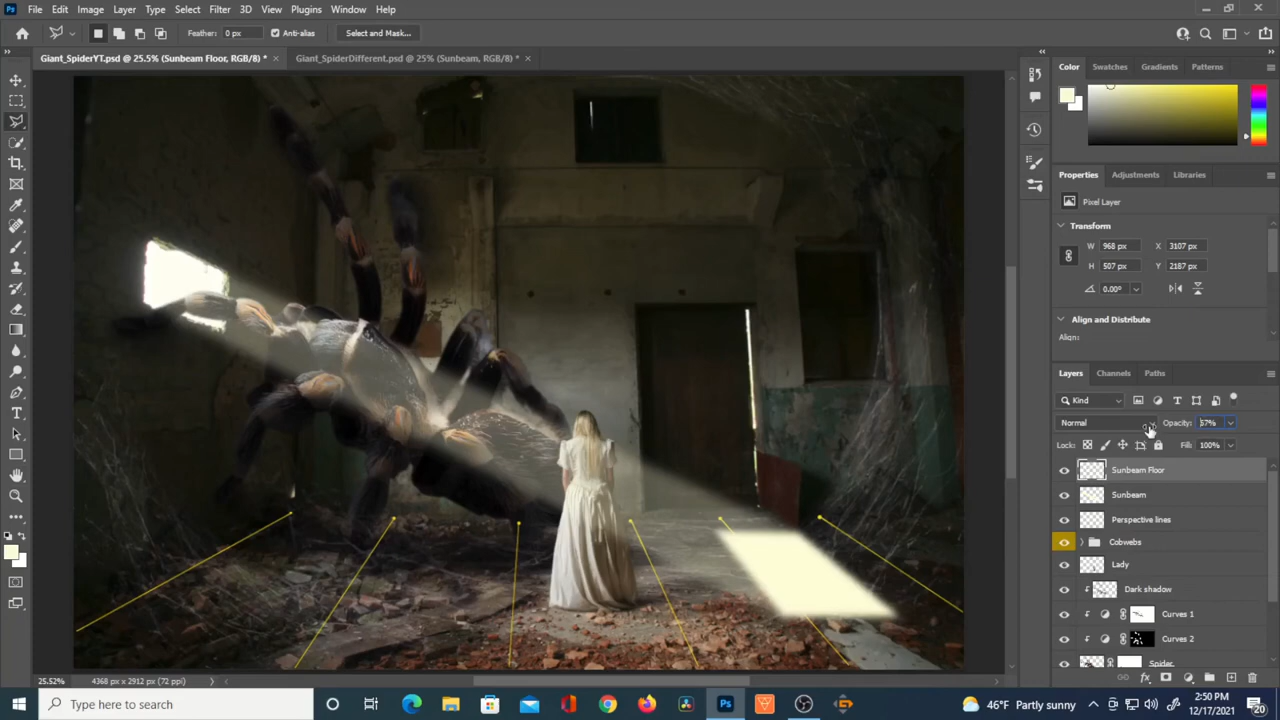 Ps File Edit Image Layer Type Select Filter 3D View Plugins Window Help
Feather: 0 px Anti-alias Select and Mask...
Giant_SpiderYT.psd @ 25.5% (Sunbeam Floor, RGB/8) * × Giant_SpiderDifferent.psd @ 25% (Sunbeam, RGB/8) * ×
Color Swatches Gradients Patterns
Properties Adjustments Libraries
Pixel Layer
Transform
W 968 px X 3107 px
H 507 px Y 2187 px
0.00°
Align and Distribute
Align:
Layers Channels Paths
Kind
Normal Opacity: 67%
Lock: Fill: 100%
Sunbeam Floor
Sunbeam
Perspective lines
Cobwebs
Lady
Dark shadow
Curves 1
Curves 2
Spider
25.52% 4368 px x 2912 px (72 ppi)
Type here to search
Ps
46°F Partly sunny
2:50 PM
12/17/2021
20